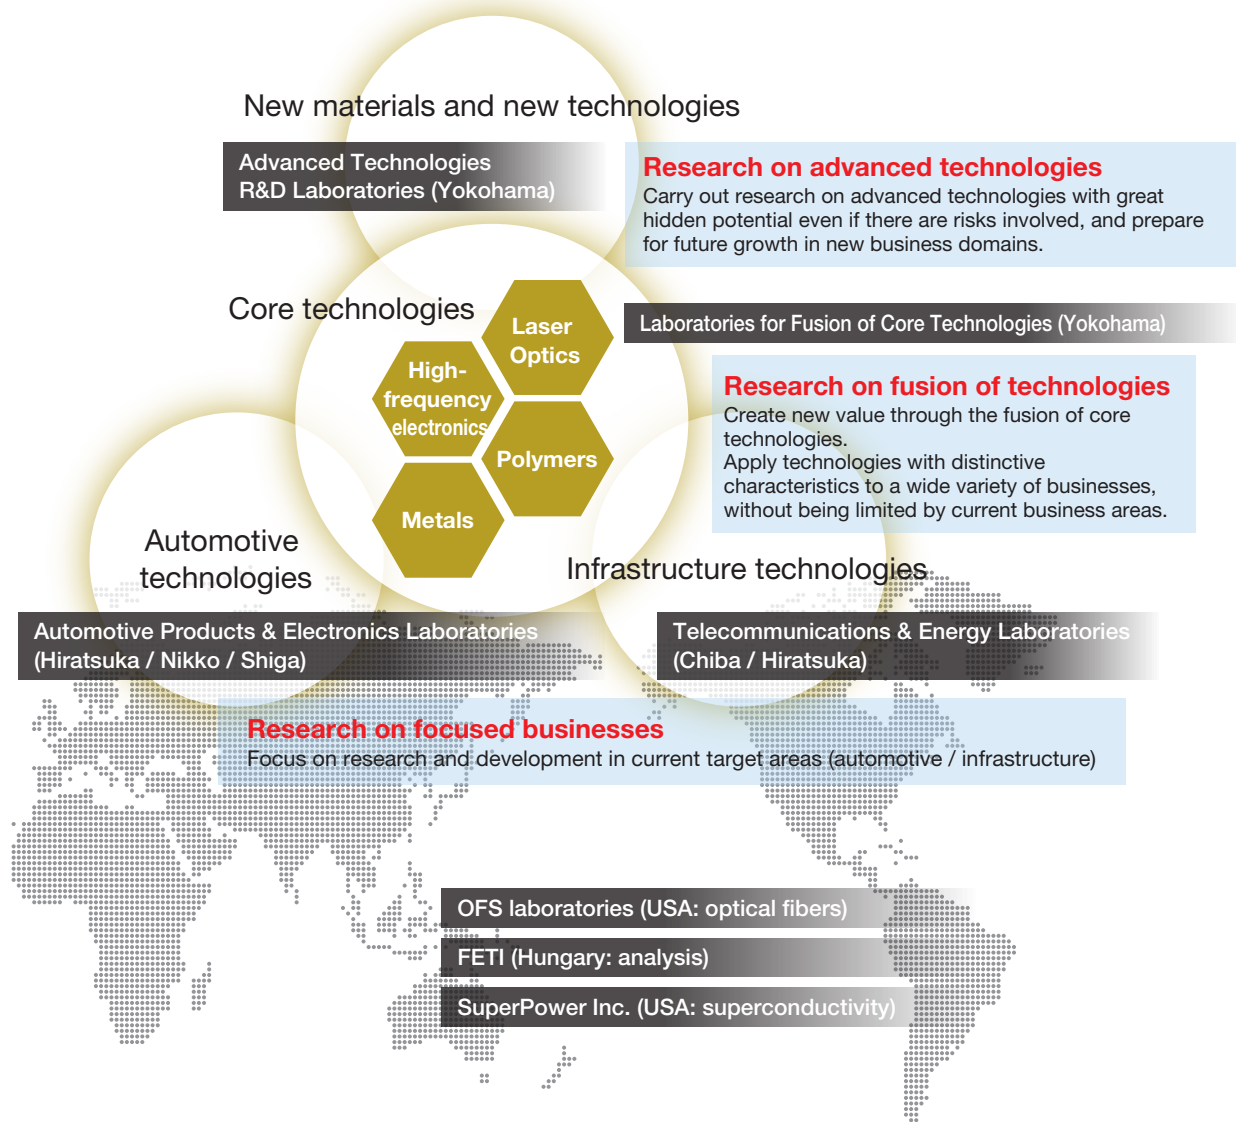 New materials and new technologies
Advanced Technologies
R&D Laboratories (Yokohama)
Research on advanced technologies
Carry out research on advanced technologies with great
hidden potential even if there are risks involved, and prepare
for future growth in new business domains.
Core technologies
Laser
Optics
High-
frequency
electronics
Polymers
Metals
Laboratories for Fusion of Core Technologies (Yokohama)
Research on fusion of technologies
Create new value through the fusion of core
technologies.
Apply technologies with distinctive
characteristics to a wide variety of businesses,
without being limited by current business areas.
Automotive
technologies
Automotive Products & Electronics Laboratories
(Hiratsuka / Nikko / Shiga)
Infrastructure technologies
Telecommunications & Energy Laboratories
(Chiba / Hiratsuka)
Research on focused businesses
Focus on research and development in current target areas (automotive / infrastructure)
OFS laboratories (USA: optical fibers)
FETI (Hungary: analysis)
SuperPower Inc. (USA: superconductivity)